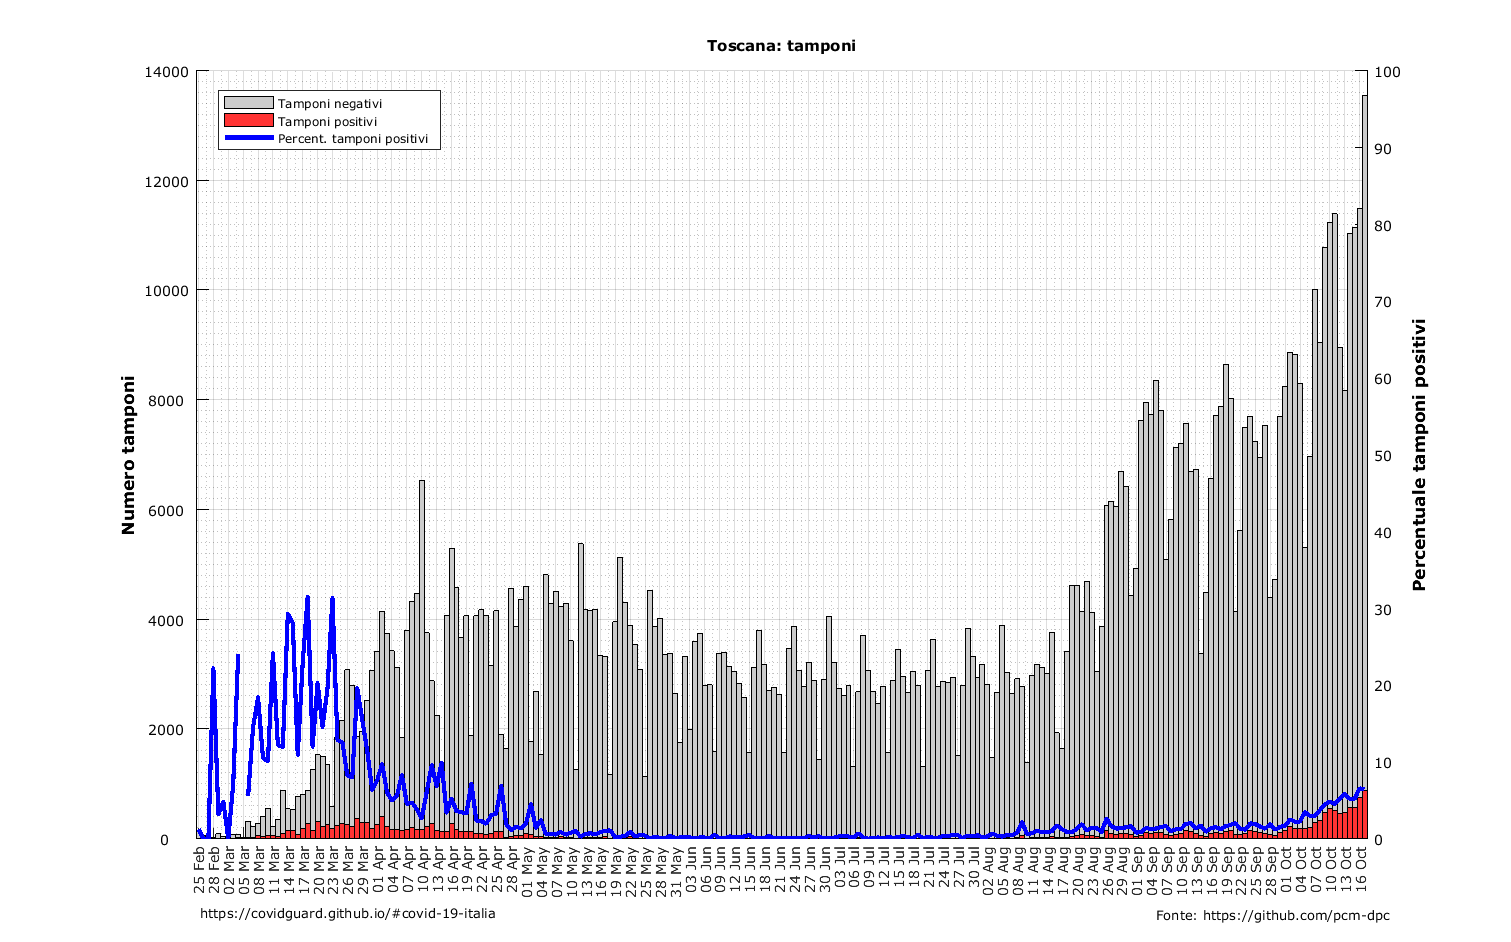 Toscana: tamponi
14000
12000
10000
8000
6000
4000
2000
0
Numero tamponi
100
90
80
70
60
50
40
30
20
10
0
Percentuale tamponi positivi
Tamponi negativi
Tamponi positivi
Percent. tamponi positivi
25 Feb
28 Feb
02 Mar
05 Mar
08 Mar
11 Mar
14 Mar
17 Mar
20 Mar
23 Mar
26 Mar
29 Mar
01 Apr
04 Apr
07 Apr
10 Apr
13 Apr
16 Apr
19 Apr
22 Apr
25 Apr
28 Apr
01 May
04 May
07 May
10 May
13 May
16 May
19 May
22 May
25 May
28 May
31 May
03 Jun
06 Jun
09 Jun
12 Jun
15 Jun
18 Jun
21 Jun
24 Jun
27 Jun
30 Jun
03 Jul
06 Jul
09 Jul
12 Jul
15 Jul
18 Jul
21 Jul
24 Jul
27 Jul
30 Jul
02 Aug
05 Aug
08 Aug
11 Aug
14 Aug
17 Aug
20 Aug
23 Aug
26 Aug
29 Aug
01 Sep
04 Sep
07 Sep
10 Sep
13 Sep
16 Sep
19 Sep
22 Sep
25 Sep
28 Sep
01 Oct
04 Oct
07 Oct
10 Oct
13 Oct
16 Oct
https://covidguard.github.io/#covid-19-italia
Fonte: https://github.com/pcm-dpc